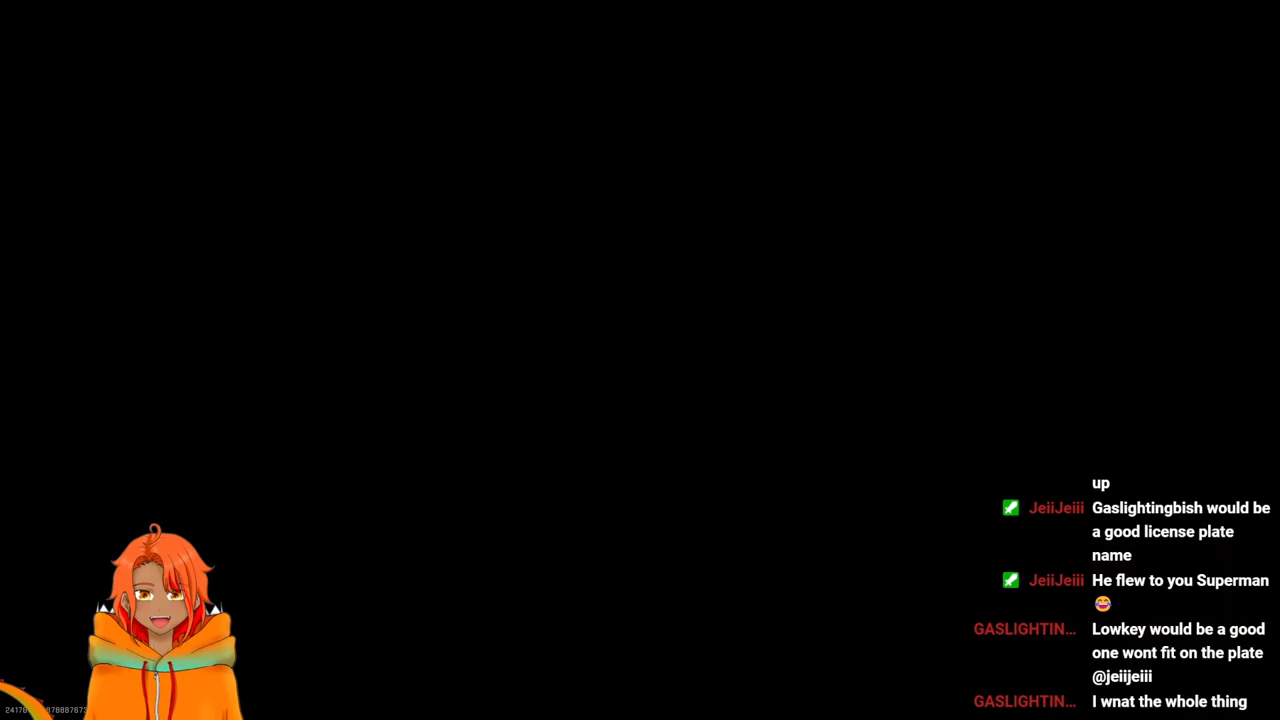 up
JeiiJeiii Gaslightingbish would be
a good license plate
name
JeiiJeiii He flew to you Superman
😂
GASLIGHTIN... Lowkey would be a good
one wont fit on the plate
@jeiijeiii
GASLIGHTIN... I wnat the whole thing